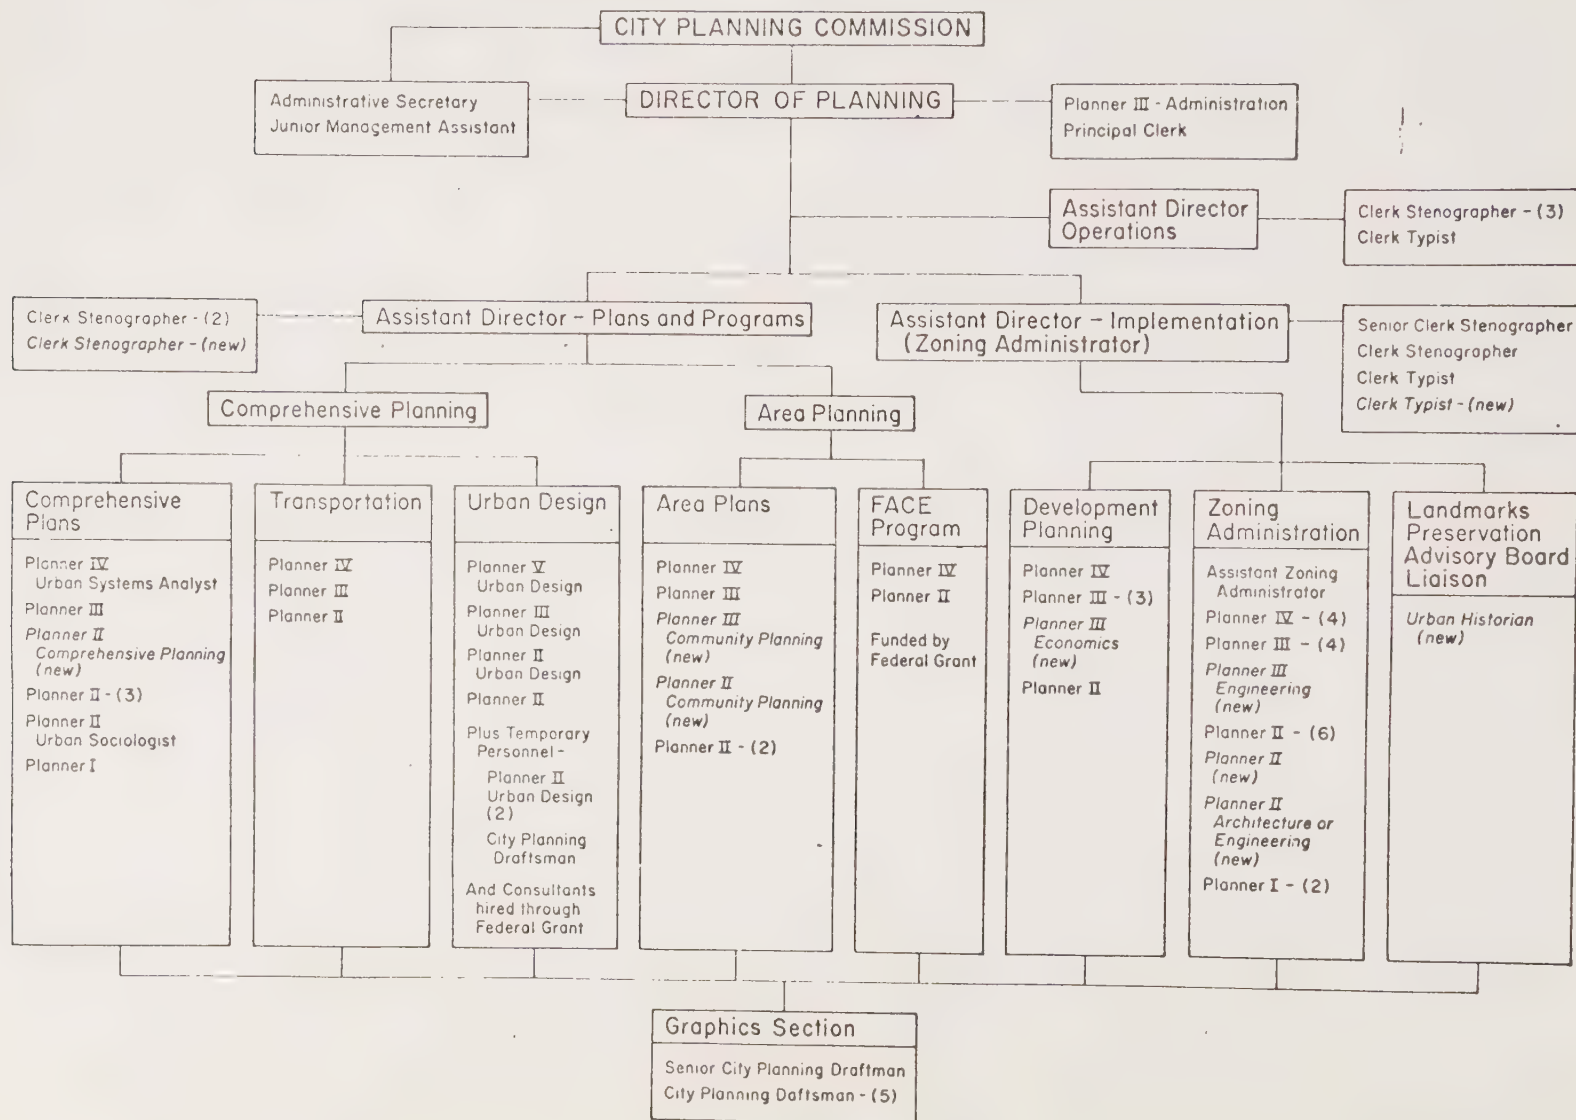 CITY PLANNING COMMISSION
Administrative Secretary
Junior Management Assistant
DIRECTOR OF PLANNING
Planner III - Administration
Principal Clerk
Assistant Director
Operations
Clerk Stenographer - (3)
Clerk Typist
Clerk Stenographer - (2)
Clerk Stenographer - (new)
Assistant Director - Plans and Programs
Assistant Director - Implementation
(Zoning Administrator)
Senior Clerk Stenographer
Clerk Stenographer
Clerk Typist
Clerk Typist - (new)
Comprehensive Planning
Area Planning
Comprehensive
Plans
Planner IV
Urban Systems Analyst
Planner III
Planner II
Comprehensive Planning
(new)
Planner II - (3)
Planner II
Urban Sociologist
Planner I
Transportation
Planner IV
Planner III
Planner II
Urban Design
Planner V
Urban Design
Planner III
Urban Design
Planner II
Urban Design
Planner II
Plus Temporary
Personnel -
Planner II
Urban Design
(2)
City Planning
Draftsman
And Consultants
hired through
Federal Grant
Area Plans
Planner IV
Planner III
Planner III
Community Planning
(new)
Planner II
Community Planning
(new)
Planner II - (2)
FACE
Program
Planner IV
Planner II
Funded by
Federal Grant
Development
Planning
Planner IV
Planner III - (3)
Planner III
Economics
(new)
Planner II
Zoning
Administration
Assistant Zoning
Administrator
Planner IV - (4)
Planner III - (4)
Planner III
Engineering
(new)
Planner II - (6)
Planner II
(new)
Planner II
Architecture or
Engineering
(new)
Planner I - (2)
Landmarks
Preservation
Advisory Board
Liaison
Urban Historian
(new)
Graphics Section
Senior City Planning Draftman
City Planning Daftsman - (5)